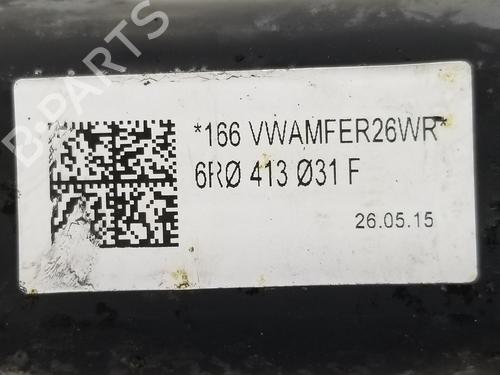 *166 VWAMFER26WR*
6RØ 413 Ø31 F
26.05.15
B-PARTS